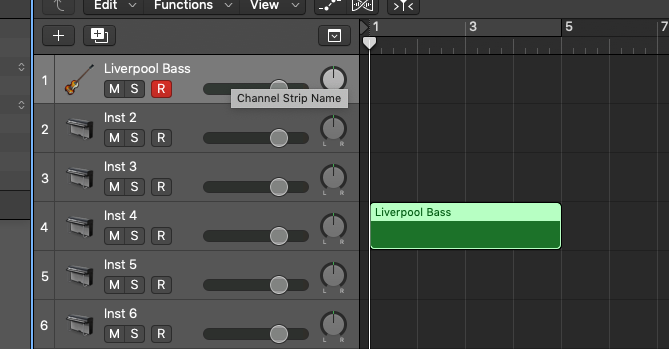 Edit Functions View
1 3 5 7
1 Liverpool Bass
M S R
Channel Strip Name
2 Inst 2
M S R
L R
3 Inst 3
M S R
L R
4 Inst 4
M S R
L R
Liverpool Bass
5 Inst 5
M S R
L R
6 Inst 6
M S R
L R